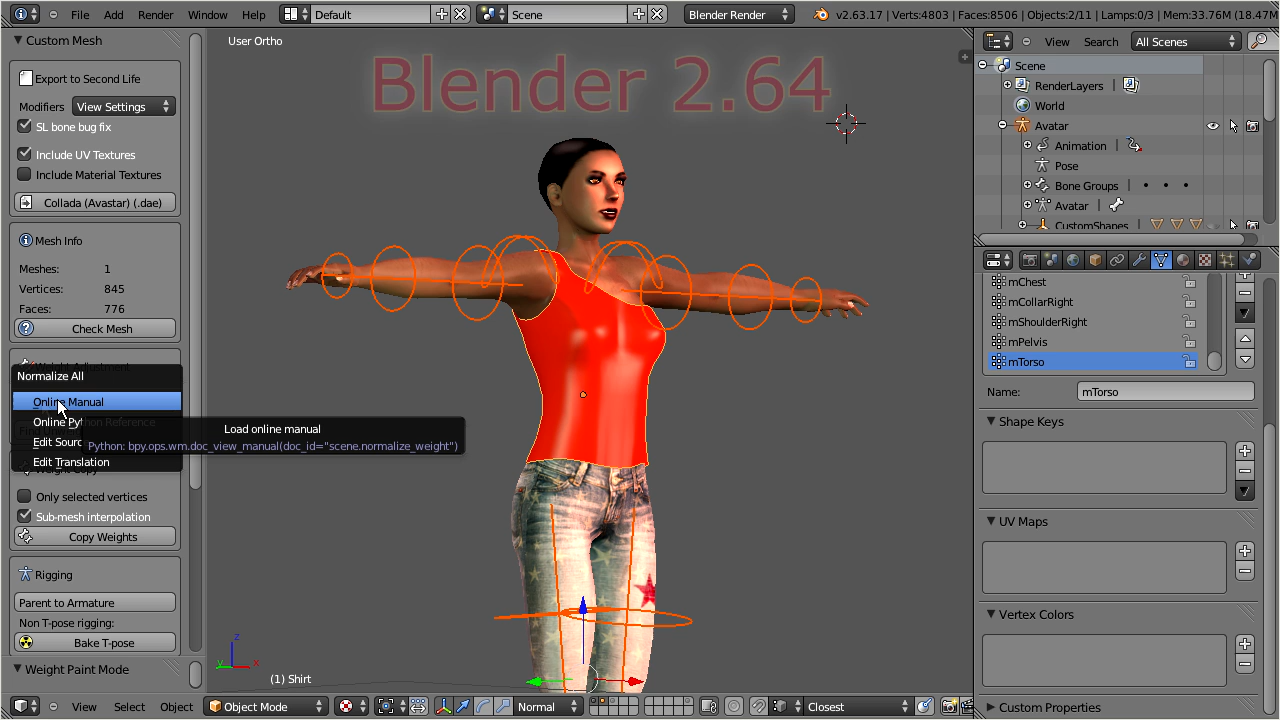 File Add Render Window Help Default Scene Blender Render v2.63.17 | Verts:4803 | Faces:8506 | Objects:2/11 | Lamps:0/3 | Mem:33.76M (18.47M
Custom Mesh
Export to Second Life
Modifiers View Settings
SL bone bug fix
Include UV Textures
Include Material Textures
Collada (Avastar) (.dae)
Mesh Info
Meshes: 1
Vertices: 845
Faces: 776
Check Mesh
Weight Adjustment
Normalize All
Online Manual
Online Py
Edit Sourc
Edit Translation
Load online manual
Python: bpy.ops.wm.doc_view_manual(doc_id="scene.normalize_weight")
Only selected vertices
Sub-mesh interpolation
Copy Weights
Rigging
Parent to Armature
Non T-pose rigging:
Bake T-pose
Weight Paint Mode
User Ortho
Blender 2.64
z
y
x
(1) Shirt
View Select Object Object Mode Normal Closest
View Search All Scenes
Scene
RenderLayers
World
Avatar
Animation
Pose
Bone Groups
Avatar
CustomShapes
mChest
mCollarRight
mShoulderRight
mPelvis
mTorso
Name: mTorso
Shape Keys
UV Maps
Vertex Colors
Custom Properties